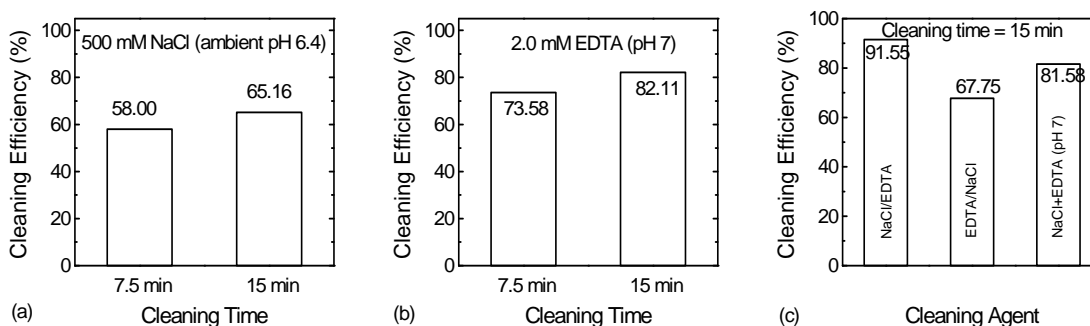 Cleaning Efficiency (%)
100
80
60
40
20
0
500 mM NaCl (ambient pH 6.4)
58.00
65.16
7.5 min
15 min
(a)
Cleaning Time
Cleaning Efficiency (%)
100
80
60
40
20
0
2.0 mM EDTA (pH 7)
73.58
82.11
7.5 min
15 min
(b)
Cleaning Time
Cleaning Efficiency (%)
100
80
60
40
20
0
Cleaning time = 15 min
91.55
67.75
81.58
NaCl/EDTA
EDTA/NaCl
NaCl+EDTA (pH 7)
(c)
Cleaning Agent